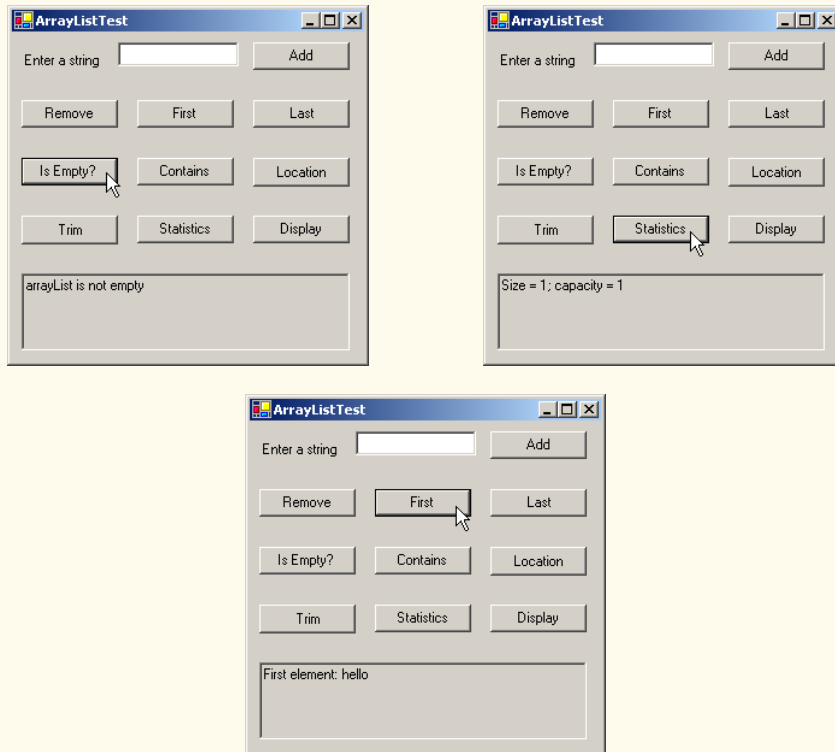 ArrayListTest
Enter a string Add
Remove First Last
Is Empty? Contains Location
Trim Statistics Display
arrayList is not empty
ArrayListTest
Enter a string Add
Remove First Last
Is Empty? Contains Location
Trim Statistics Display
Size = 1; capacity = 1
ArrayListTest
Enter a string Add
Remove First Last
Is Empty? Contains Location
Trim Statistics Display
First element: hello